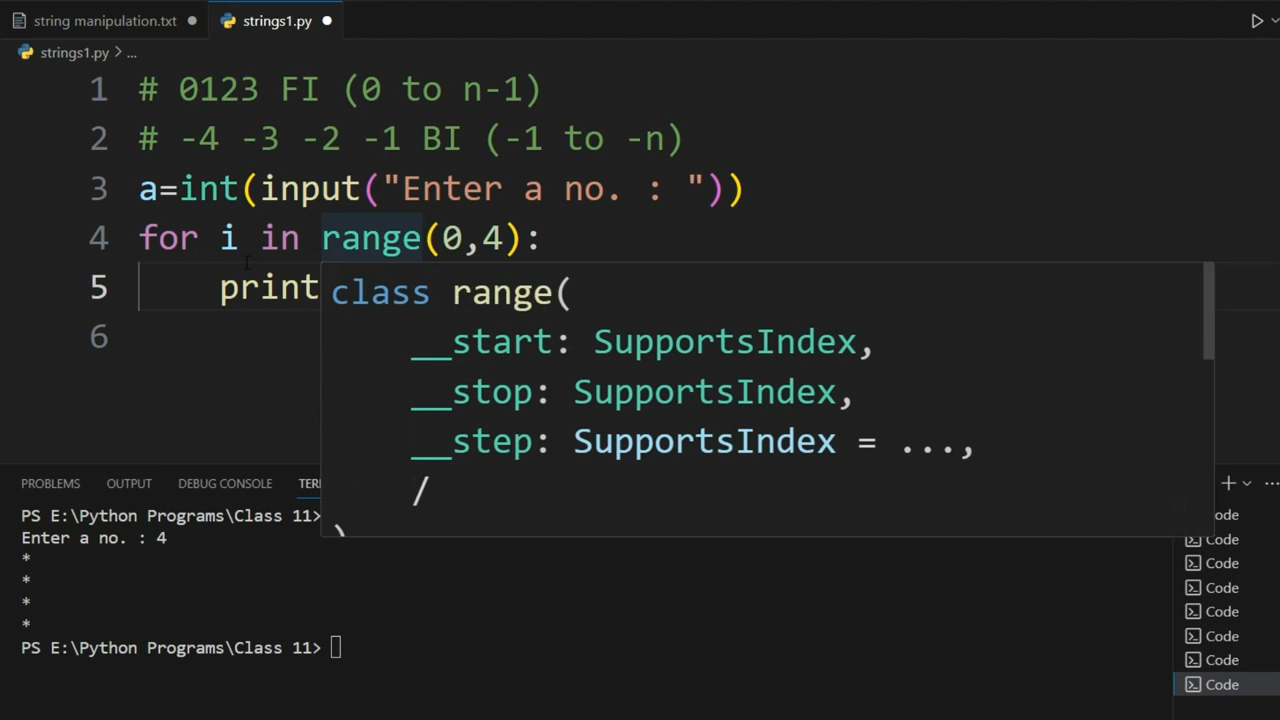 string manipulation.txt
strings1.py
strings1.py > ...
1 # 0123 FI (0 to n-1)
2 # -4 -3 -2 -1 BI (-1 to -n)
3 a=int(input("Enter a no. : "))
4 for i in range(0,4):
5 print
6
class range(
__start: SupportsIndex,
__stop: SupportsIndex,
__step: SupportsIndex = ...,
/
)
PROBLEMS OUTPUT DEBUG CONSOLE TER
PS E:\Python Programs\Class 11>
Enter a no. : 4
*
*
*
*
PS E:\Python Programs\Class 11>
ode
Code
Code
Code
Code
Code
Code
Code